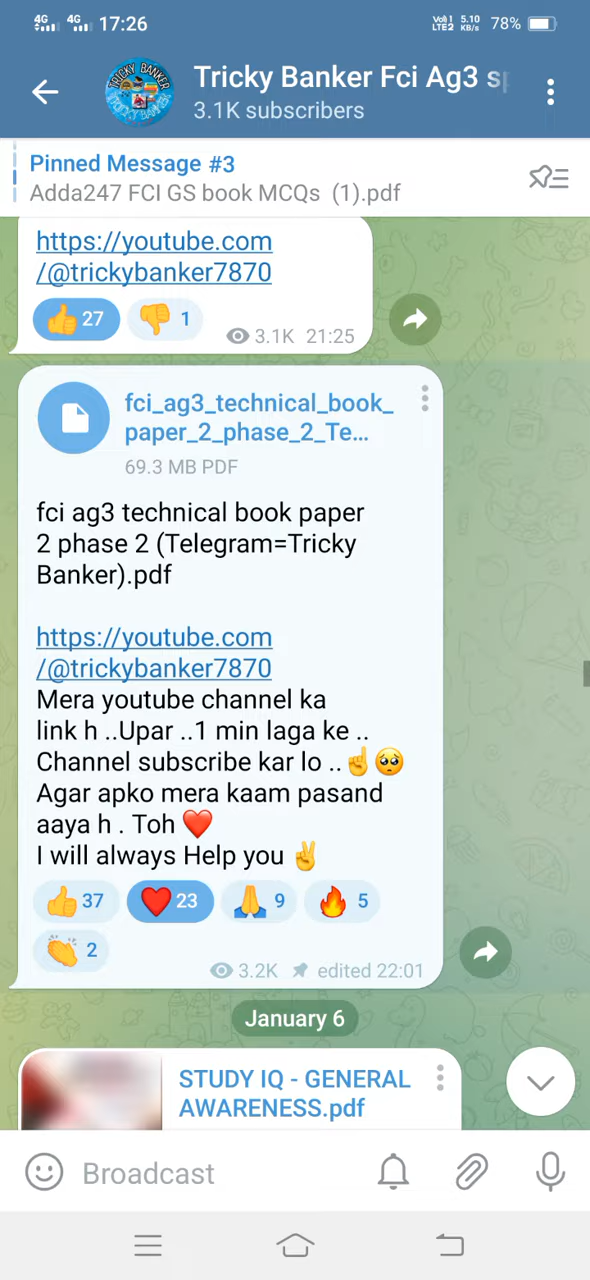 4G 4G 17:26 Vo) 1 LTE2 5.10 KB/s 78%
Tricky Banker Fci Ag3
3.1K subscribers
TRICKY BANKER
Pinned Message #3
Adda247 FCI GS book MCQs (1).pdf
https://youtube.com
/@trickybanker7870
27 1 3.1K 21:25
fci_ag3_technical_book_
paper_2_phase_2_Te...
69.3 MB PDF
fci ag3 technical book paper
2 phase 2 (Telegram=Tricky
Banker).pdf
https://youtube.com
/@trickybanker7870
Mera youtube channel ka
link h ..Upar ..1 min laga ke ..
Channel subscribe kar lo ..☝️🥺
Agar apko mera kaam pasand
aaya h . Toh ❤️
I will always Help you ✌️
37 23 9 5
2
3.2K edited 22:01
January 6
STUDY IQ - GENERAL
AWARENESS.pdf
Broadcast